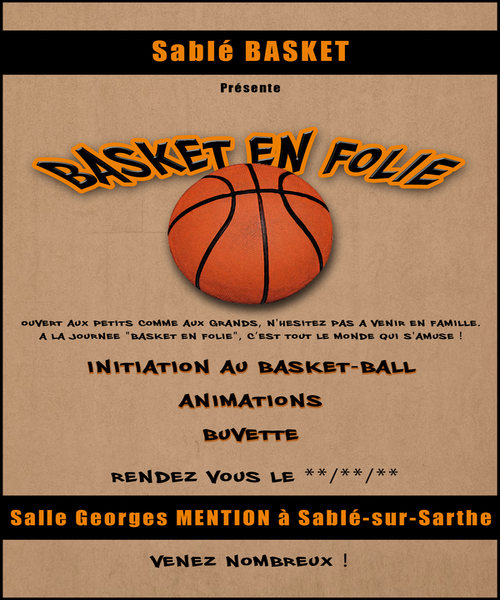 Sablé BASKET
Présente
BASKET EN FOLIE
OUVERT AUX PETITS COMME AUX GRANDS, N'HESITEZ PAS A VENIR EN FAMILLE.
A LA JOURNEE "BASKET EN FOLIE", C'EST TOUT LE MONDE QUI S'AMUSE !
INITIATION AU BASKET-BALL
ANIMATIONS
BUVETTE
RENDEZ VOUS LE **/**/**
Salle Georges MENTION à Sablé-sur-Sarthe
VENEZ NOMBREUX !